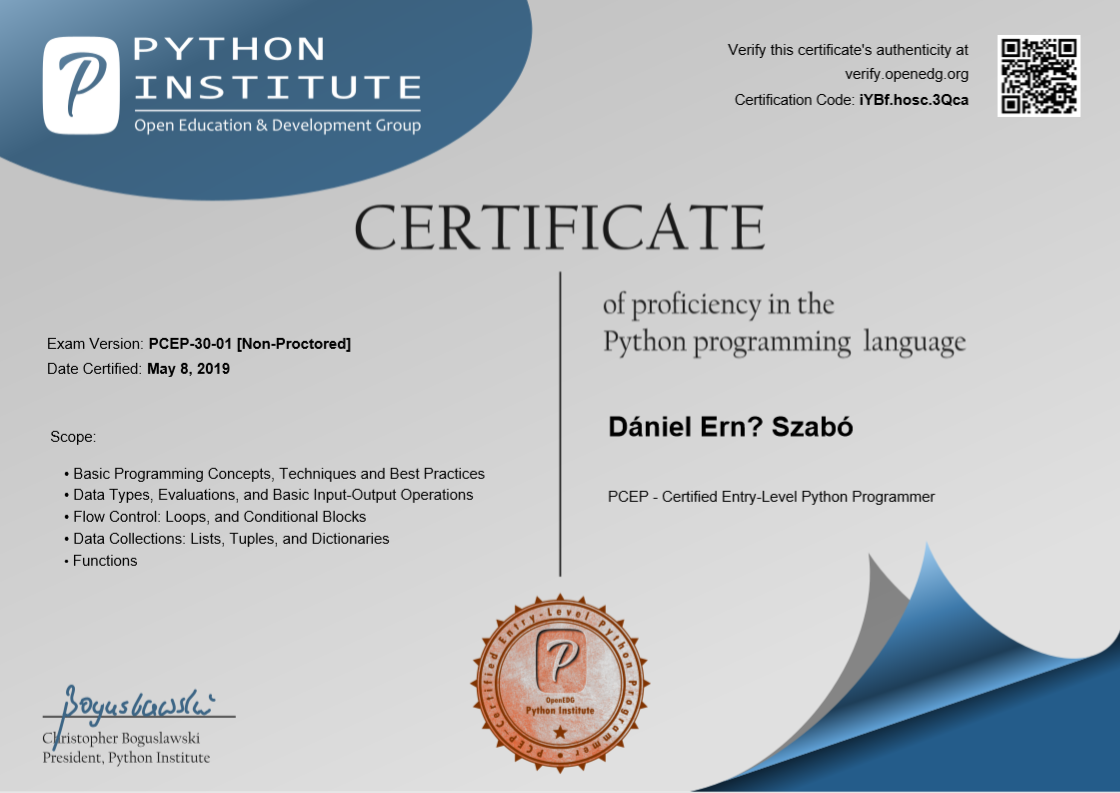 PYTHON
INSTITUTE
Open Education & Development Group
Verify this certificate's authenticity at
verify.openedg.org
Certification Code: iYBf.hosc.3Qca
CERTIFICATE
of proficiency in the
Python programming language
Exam Version: PCEP-30-01 [Non-Proctored]
Date Certified: May 8, 2019
Dániel Ern? Szabó
PCEP - Certified Entry-Level Python Programmer
Scope:
• Basic Programming Concepts, Techniques and Best Practices
• Data Types, Evaluations, and Basic Input-Output Operations
• Flow Control: Loops, and Conditional Blocks
• Data Collections: Lists, Tuples, and Dictionaries
• Functions
PCEP-Certified Entry-Level Python Programmer
OpenEDG
Python Institute
Boguslawski
Christopher Boguslawski
President, Python Institute